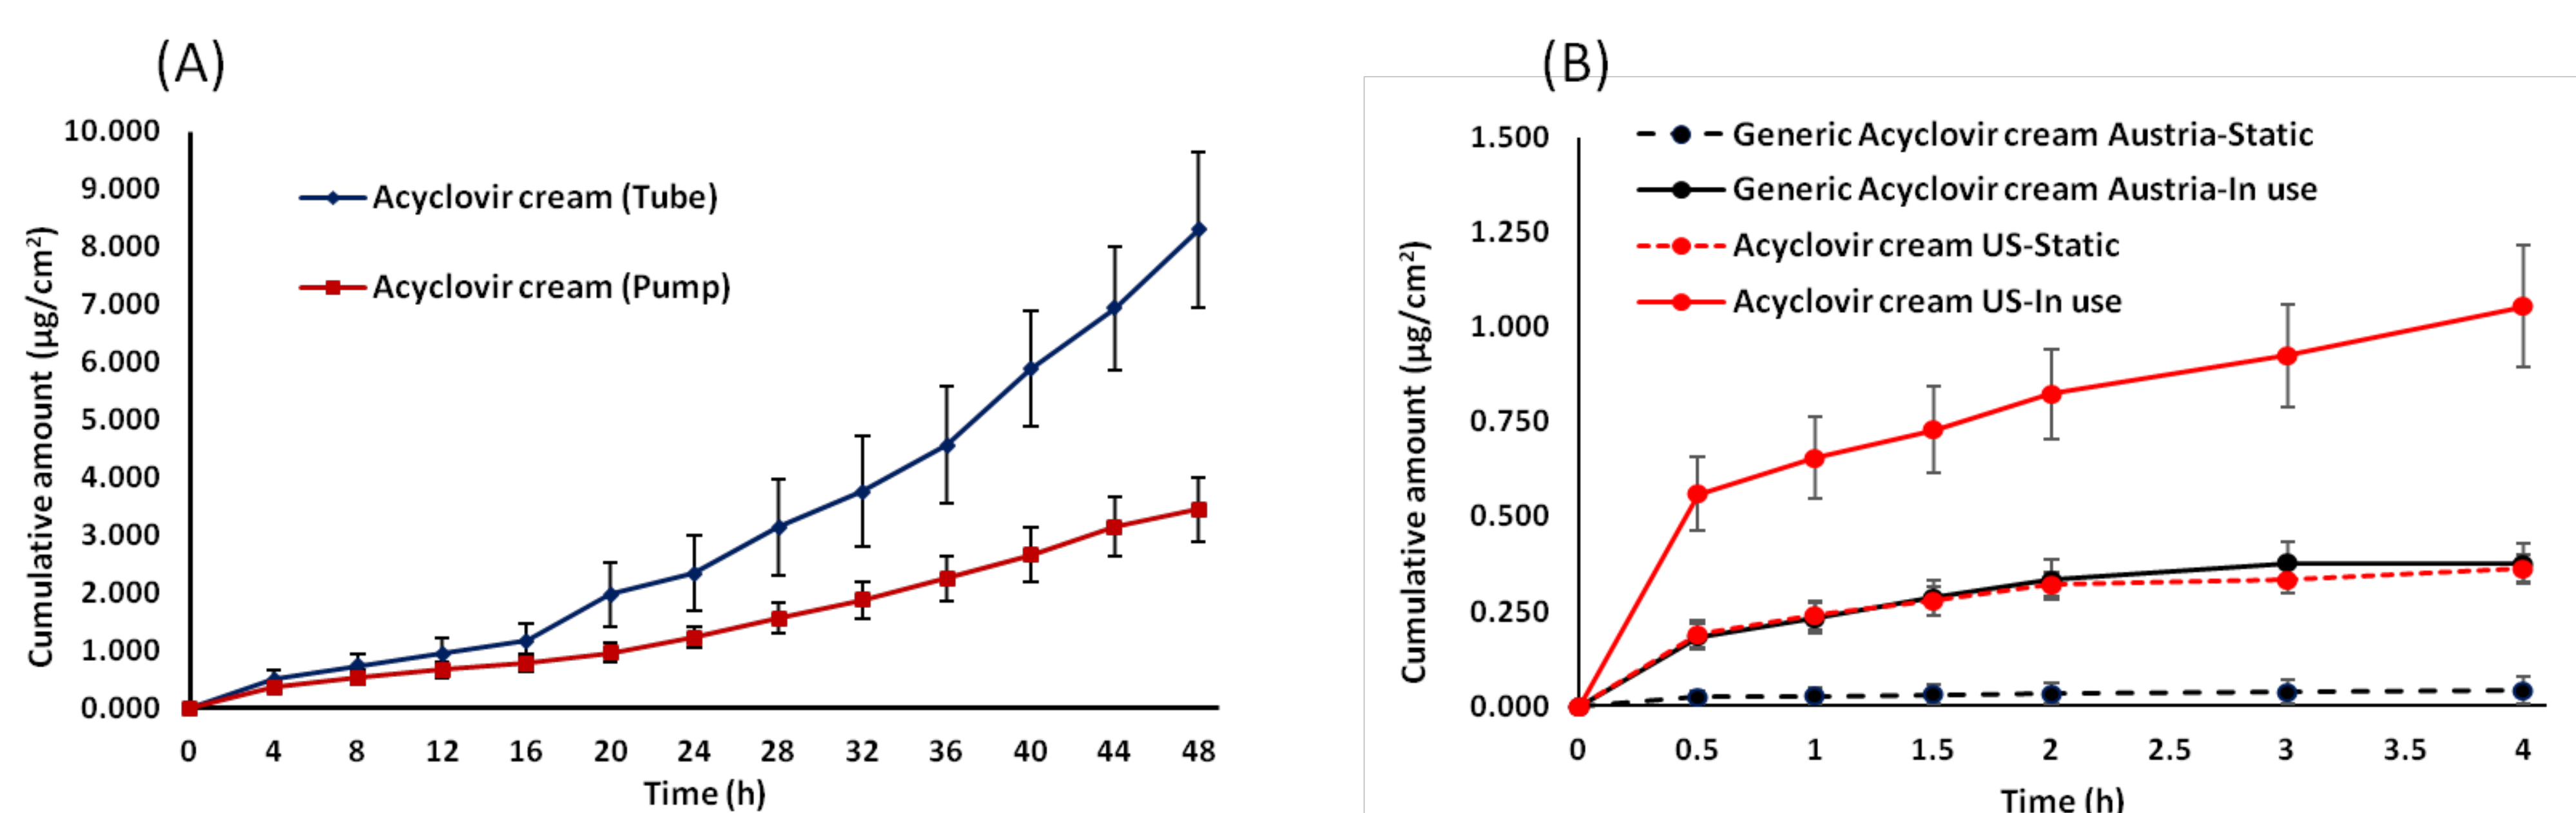 (A)
10.000
9.000
8.000
7.000
6.000
5.000
4.000
3.000
2.000
1.000
0.000
Cumulative amount (µg/cm²)
Acyclovir cream (Tube)
Acyclovir cream (Pump)
0 4 8 12 16 20 24 28 32 36 40 44 48
Time (h)
(B)
1.500
1.250
1.000
0.750
0.500
0.250
0.000
Cumulative amount (µg/cm²)
Generic Acyclovir cream Austria-Static
Generic Acyclovir cream Austria-In use
Acyclovir cream US-Static
Acyclovir cream US-In use
0 0.5 1 1.5 2 2.5 3 3.5 4
Time (h)